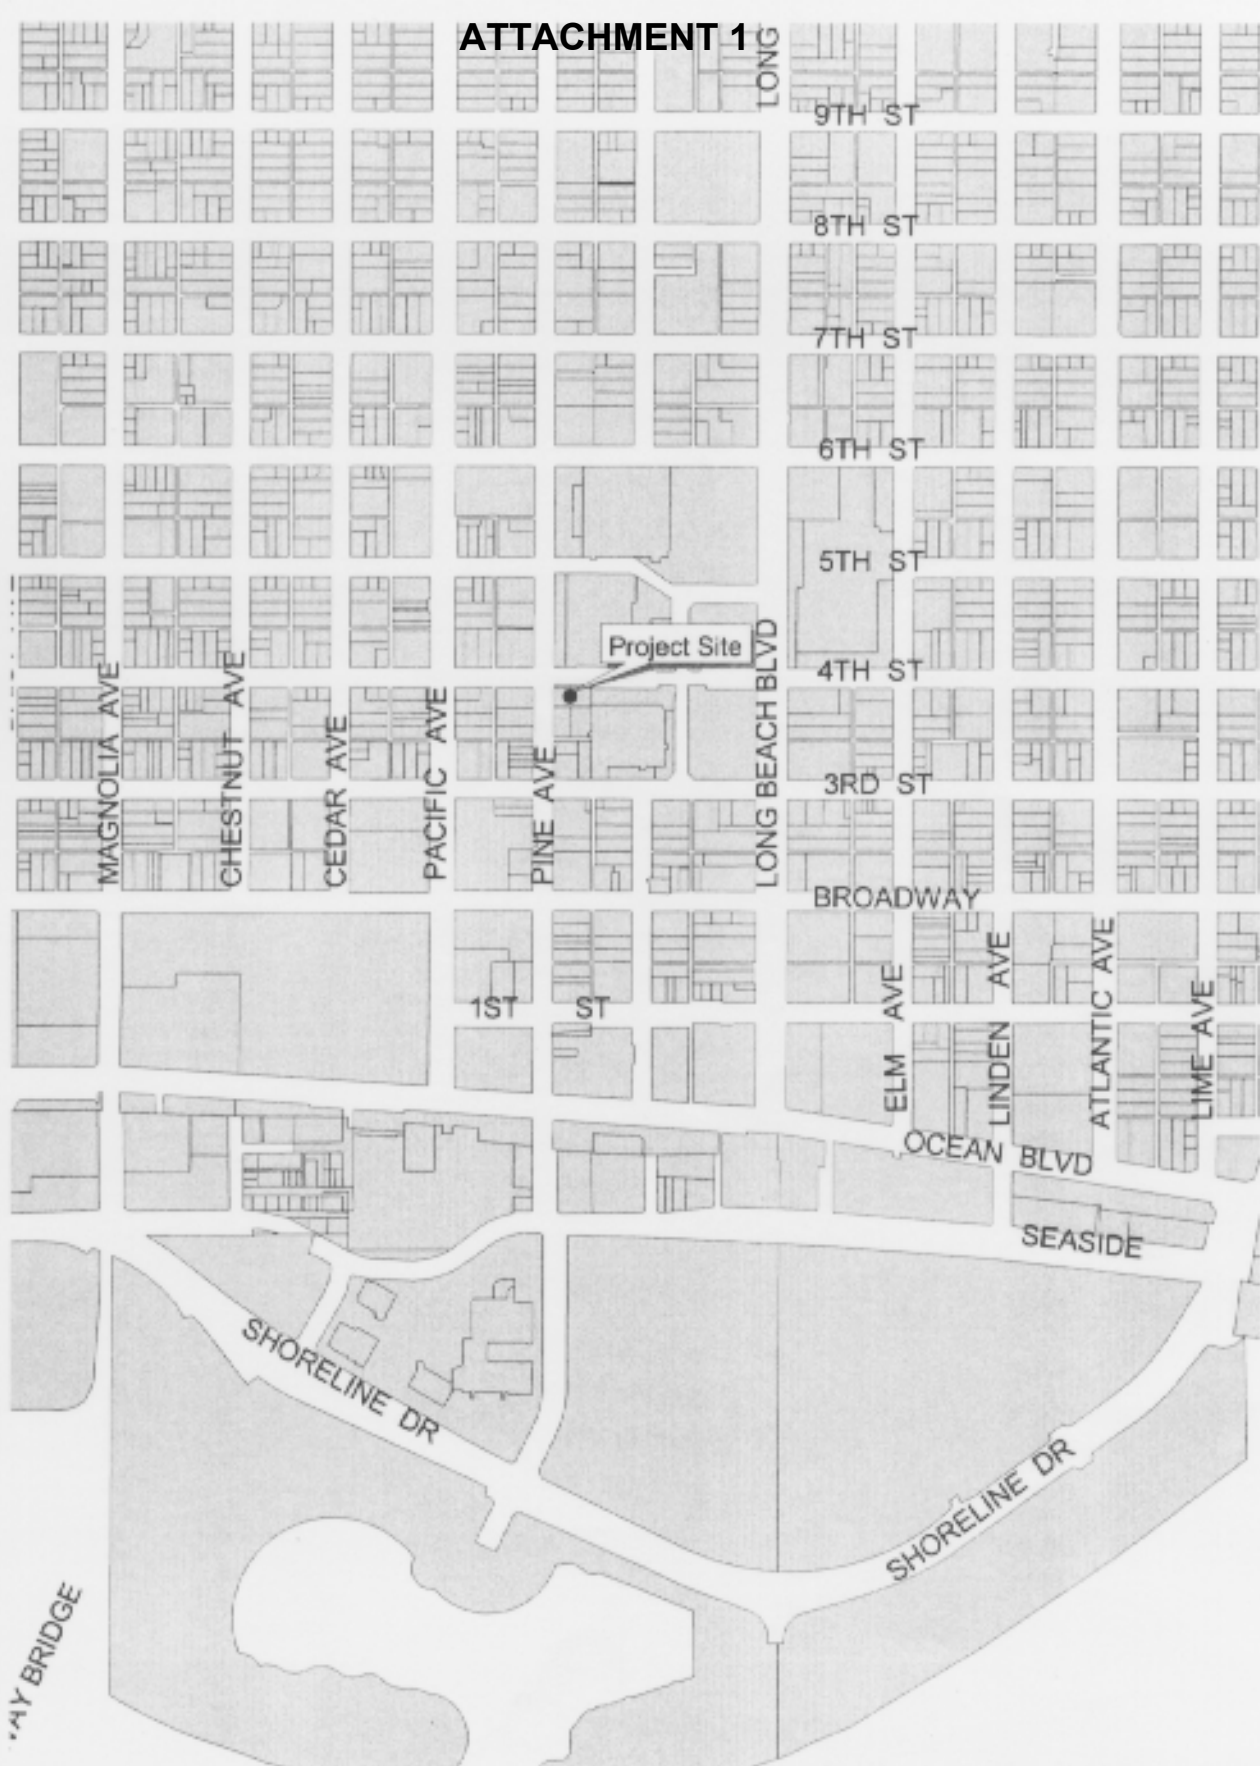 ATTACHMENT 1
LONG
9TH ST
8TH ST
7TH ST
6TH ST
5TH ST
Project Site
4TH ST
MAGNOLIA AVE
CHESTNUT AVE
CEDAR AVE
PACIFIC AVE
PINE AVE
LONG BEACH BLVD
3RD ST
BROADWAY
1ST ST
ELM AVE
LINDEN AVE
ATLANTIC AVE
LIME AVE
OCEAN BLVD
SEASIDE
SHORELINE DR
SHORELINE DR
AY BRIDGE